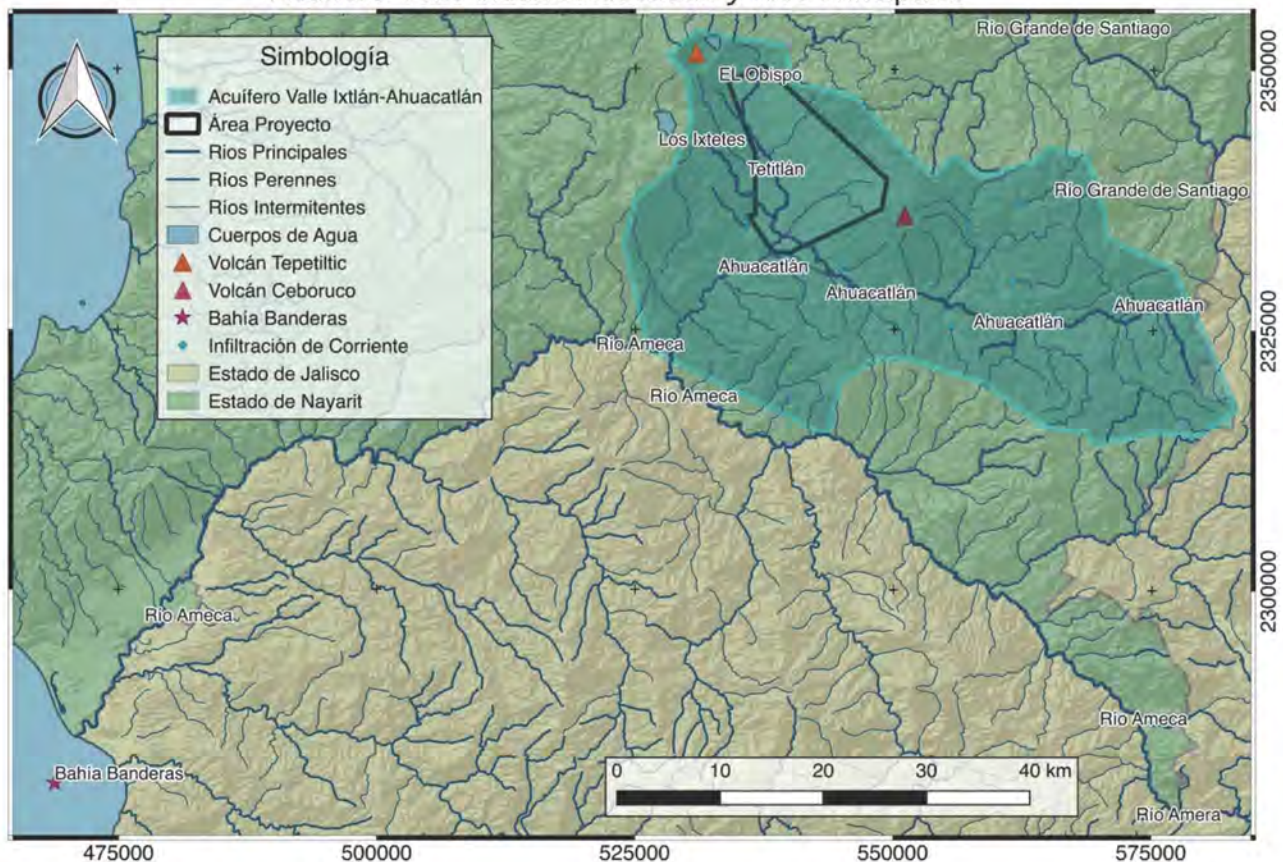 Simbología
Acuífero Valle Ixtlán-Ahuacatlán
Área Proyecto
Rios Principales
Rios Perennes
Rios Intermitentes
Cuerpos de Agua
Volcán Tepetiltic
Volcán Ceboruco
Bahía Banderas
Infiltración de Corriente
Estado de Jalisco
Estado de Nayarit
Río Grande de Santiago
EL Obispo
Los Ixtetes
Tetitlán
Río Grande de Santiago
Ahuacatlán
Ahuacatlán
Ahuacatlán
Ahuacatlán
Río Ameca
Río Ameca
Río Ameca
Río Ameca
Bahía Banderas
Río Amera
0 10 20 30 40 km
2350000
2325000
2300000
475000 500000 525000 550000 575000